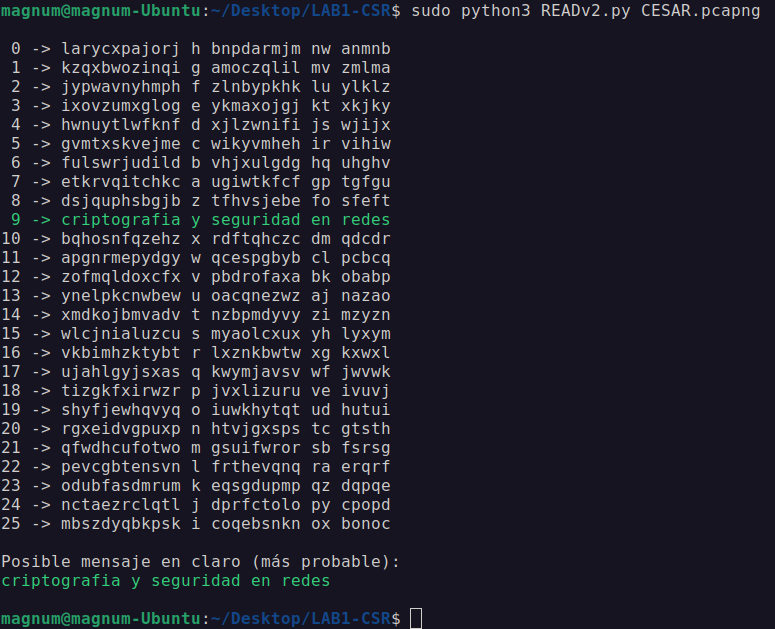 magnum@magnum-Ubuntu:~/Desktop/LAB1-CSR$ sudo python3 READv2.py CESAR.pcapng
0 -> larycxpajorj h bnpdarmjm nw anmnb
1 -> kzqxbwozinqi g amoczqlil mv zmlma
2 -> jypwavnyhmph f zlnbypkhk lu ylklz
3 -> ixovzumxglog e ykmaxojgj kt xkjky
4 -> hwnuytlwfknf d xjlzwnifi js wjijx
5 -> gvmtxskvejme c wikyvmheh ir vihiw
6 -> fulswrjudild b vhjxulgdg hq uhghv
7 -> etkrvqitchkc a ugiwtkfcf gp tgfgu
8 -> dsjquphsbgjb z tfhvsjebe fo sfeft
9 -> criptografia y seguridad en redes
10 -> bqhosnfqzehz x rdftqhczc dm qdcdr
11 -> apgnrmepydgy w qcespgbyb cl pcbcq
12 -> zofmqldoxcfx v pbdrofaxa bk obabp
13 -> ynelpkcnwbew u oacqnezwz aj nazao
14 -> xmdkojbmvadv t nzbpmdyvy zi mzyzn
15 -> wlcjnialuzcu s myaolcxux yh lyxym
16 -> vkbimhzktybt r lxznkbwtw xg kxwxl
17 -> ujahlgyjsxas q kwymjavsv wf jwvwk
18 -> tizgkfxirwzr p jvxlizuru ve ivuvj
19 -> shyfjewhqvyq o iuwkhytqt ud hutui
20 -> rgxeidvgpuxp n htvjgxsps tc gtsth
21 -> qfwdhcufotwo m gsuifwror sb fsrsg
22 -> pevcgbtensvn l frthevqnq ra erqrf
23 -> odubfasdmrum k eqsgdupmp qz dqpqe
24 -> nctaezrclqtl j dprfctolo py cpopd
25 -> mbszdyqbkpsk i coqebsnkn ox bonoc
Posible mensaje en claro (más probable):
criptografia y seguridad en redes
magnum@magnum-Ubuntu:~/Desktop/LAB1-CSR$